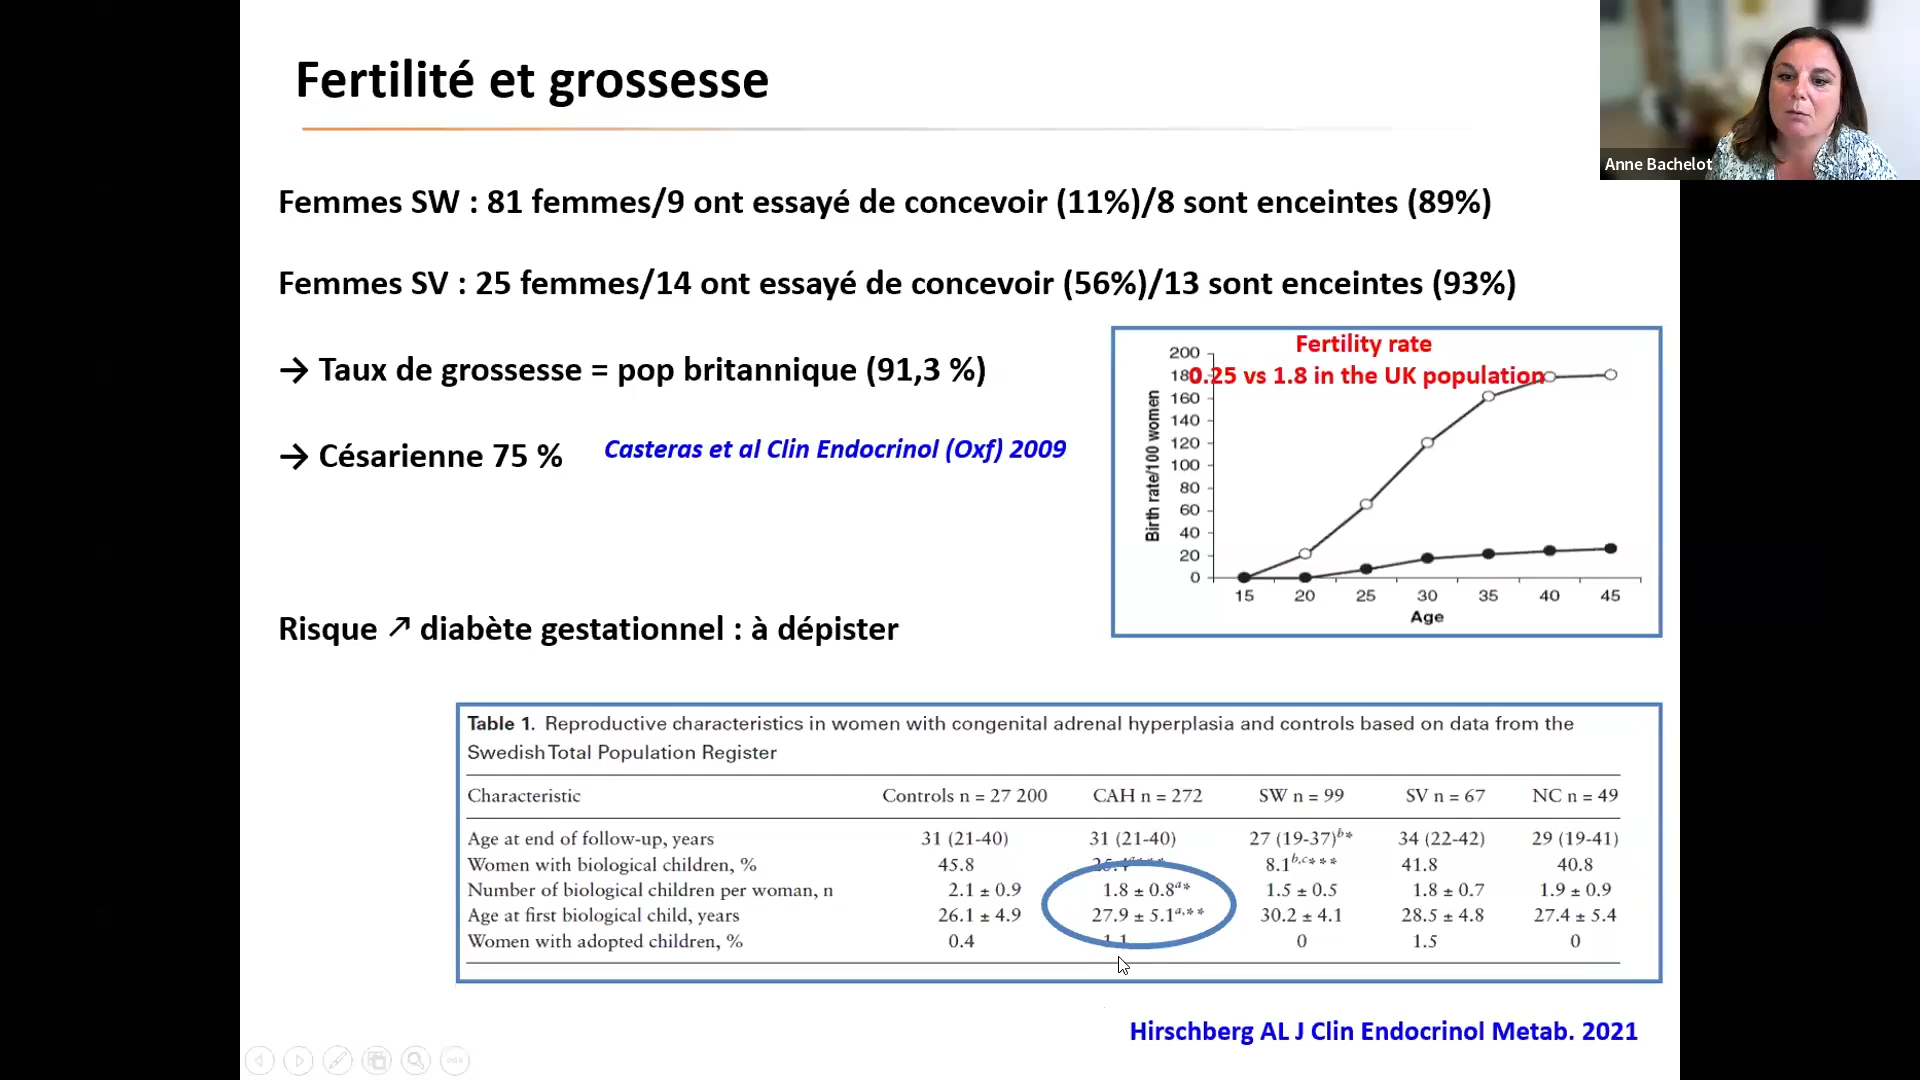 Fertilité et grossesse
Anne Bachelot
Femmes SW : 81 femmes/9 ont essayé de concevoir (11%)/8 sont enceintes (89%)
Femmes SV : 25 femmes/14 ont essayé de concevoir (56%)/13 sont enceintes (93%)
→ Taux de grossesse = pop britannique (91,3 %)
→ Césarienne 75 %
Casteras et al Clin Endocrinol (Oxf) 2009
Fertility rate
0.25 vs 1.8 in the UK population
Birth rate/100 women
200
180
160
140
120
100
80
60
40
20
0
15 20 25 30 35 40 45
Age
Risque ↗ diabète gestationnel : à dépister
Table 1. Reproductive characteristics in women with congenital adrenal hyperplasia and controls based on data from the
Swedish Total Population Register
Characteristic Controls n = 27 200 CAH n = 272 SW n = 99 SV n = 67 NC n = 49
Age at end of follow-up, years 31 (21-40) 31 (21-40) 27 (19-37)b* 34 (22-42) 29 (19-41)
Women with biological children, % 45.8 8.1b,c*** 41.8 40.8
Number of biological children per woman, n 2.1 ± 0.9 1.8 ± 0.8a* 1.5 ± 0.5 1.8 ± 0.7 1.9 ± 0.9
Age at first biological child, years 26.1 ± 4.9 27.9 ± 5.1a,** 30.2 ± 4.1 28.5 ± 4.8 27.4 ± 5.4
Women with adopted children, % 0.4 1.1 0 1.5 0
Hirschberg AL J Clin Endocrinol Metab. 2021